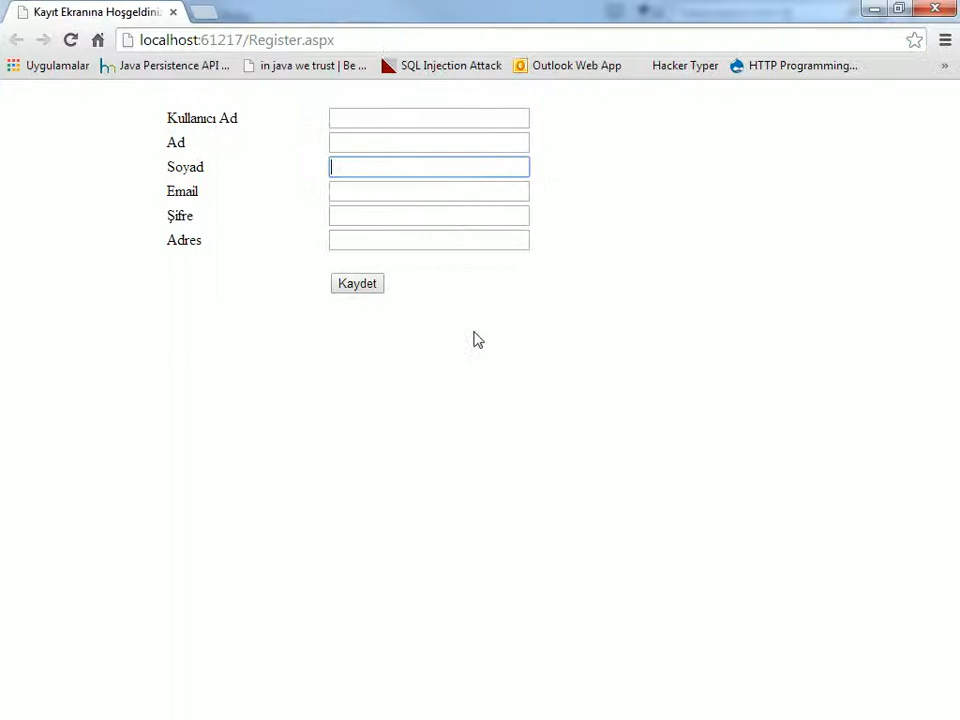 Kayıt Ekranına Hoşgeldini
localhost:61217/Register.aspx
Uygulamalar Java Persistence API ... in java we trust | Be ... SQL Injection Attack Outlook Web App Hacker Typer HTTP Programming... »
Kullanıcı Ad
Ad
Soyad
Email
Şifre
Adres
Kaydet